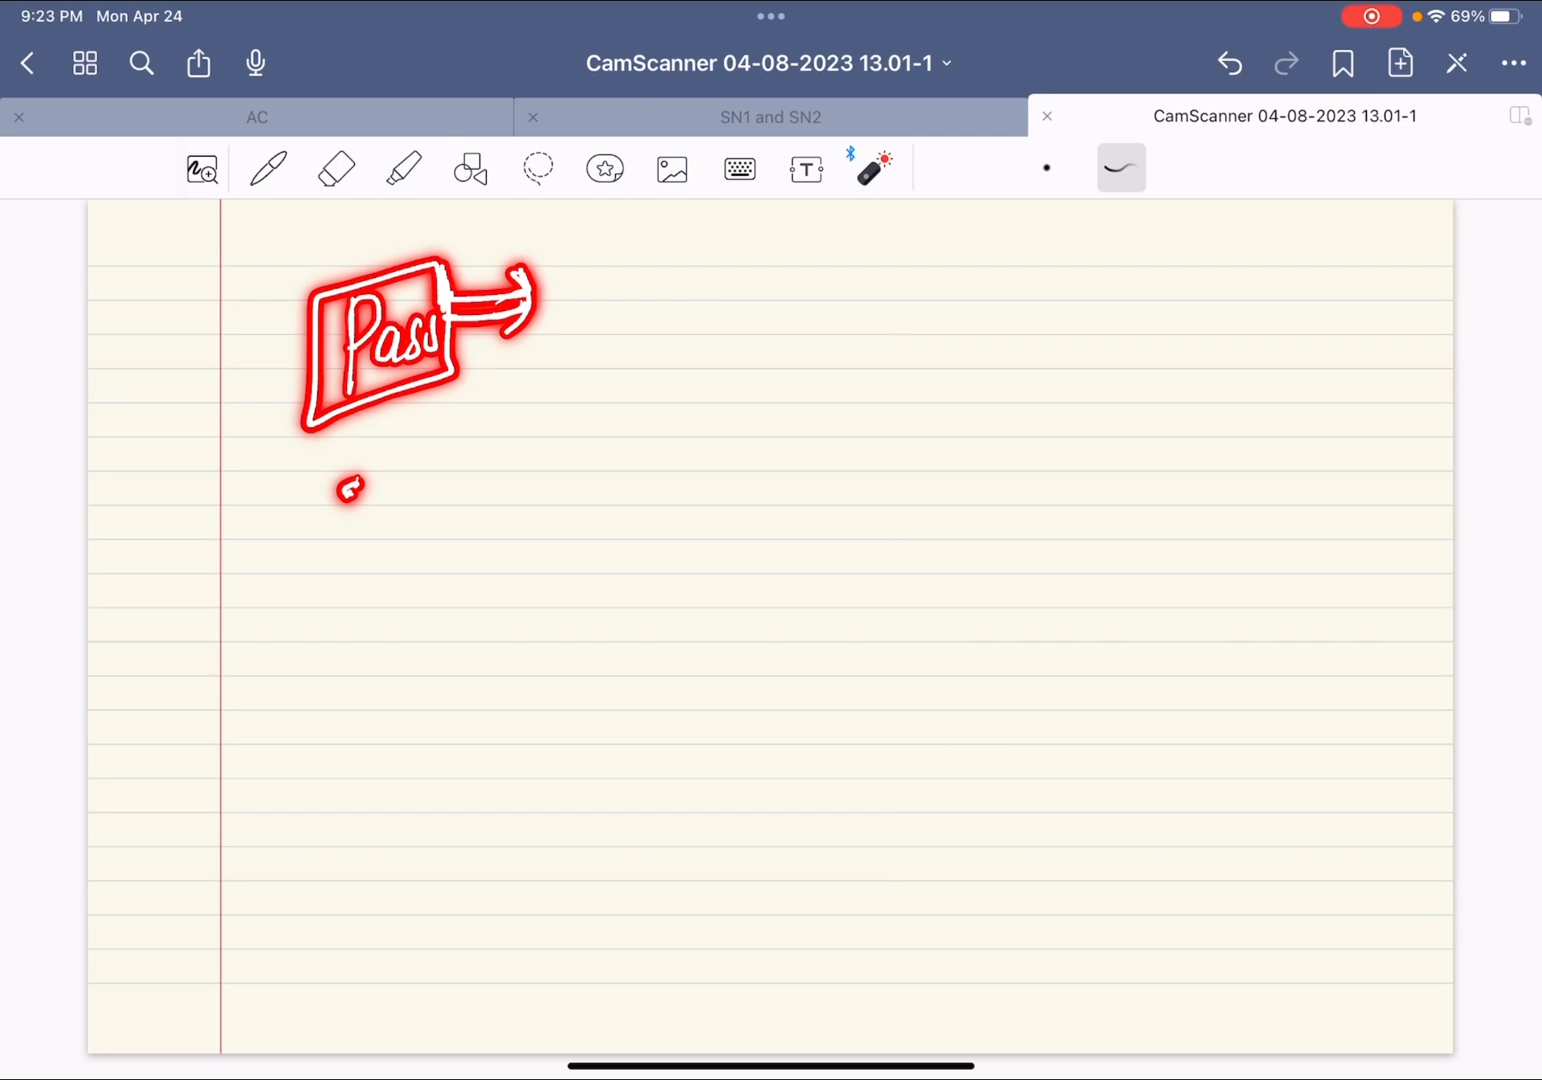 9:23 PM Mon Apr 24
69%
CamScanner 04-08-2023 13.01-1
AC
SN1 and SN2
CamScanner 04-08-2023 13.01-1
T
Pass